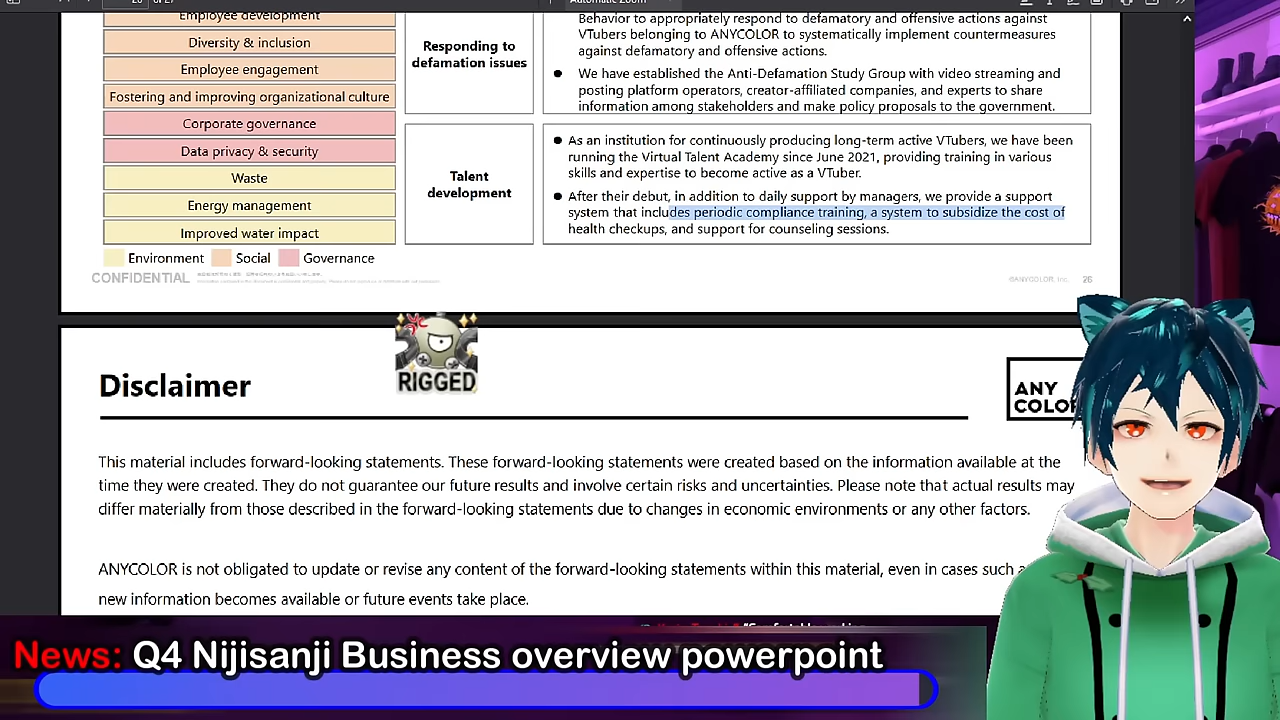 Employee development
Diversity & inclusion
Employee engagement
Fostering and improving organizational culture
Corporate governance
Data privacy & security
Waste
Energy management
Improved water impact
Environment Social Governance
Responding to
defamation issues
Behavior to appropriately respond to defamatory and offensive actions against
VTubers belonging to ANYCOLOR to systematically implement countermeasures
against defamatory and offensive actions.
● We have established the Anti-Defamation Study Group with video streaming and
posting platform operators, creator-affiliated companies, and experts to share
information among stakeholders and make policy proposals to the government.
Talent
development
● As an institution for continuously producing long-term active VTubers, we have been
running the Virtual Talent Academy since June 2021, providing training in various
skills and expertise to become active as a VTuber.
● After their debut, in addition to daily support by managers, we provide a support
system that includes periodic compliance training, a system to subsidize the cost of
health checkups, and support for counseling sessions.
CONFIDENTIAL
©ANYCOLOR, Inc. 26
RIGGED
Disclaimer
ANY
COLOR
This material includes forward-looking statements. These forward-looking statements were created based on the information available at the
time they were created. They do not guarantee our future results and involve certain risks and uncertainties. Please note that actual results may
differ materially from those described in the forward-looking statements due to changes in economic environments or any other factors.
ANYCOLOR is not obligated to update or revise any content of the forward-looking statements within this material, even in cases such a
new information becomes available or future events take place.
News: Q4 Nijisanji Business overview powerpoint